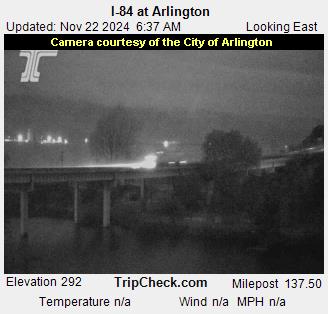 I-84 at Arlington
Updated: Nov 22 2024 6:37 AM Looking East
Camera courtesy of the City of Arlington
Elevation 292 TripCheck.com Milepost 137.50
Temperature n/a Wind n/a MPH n/a